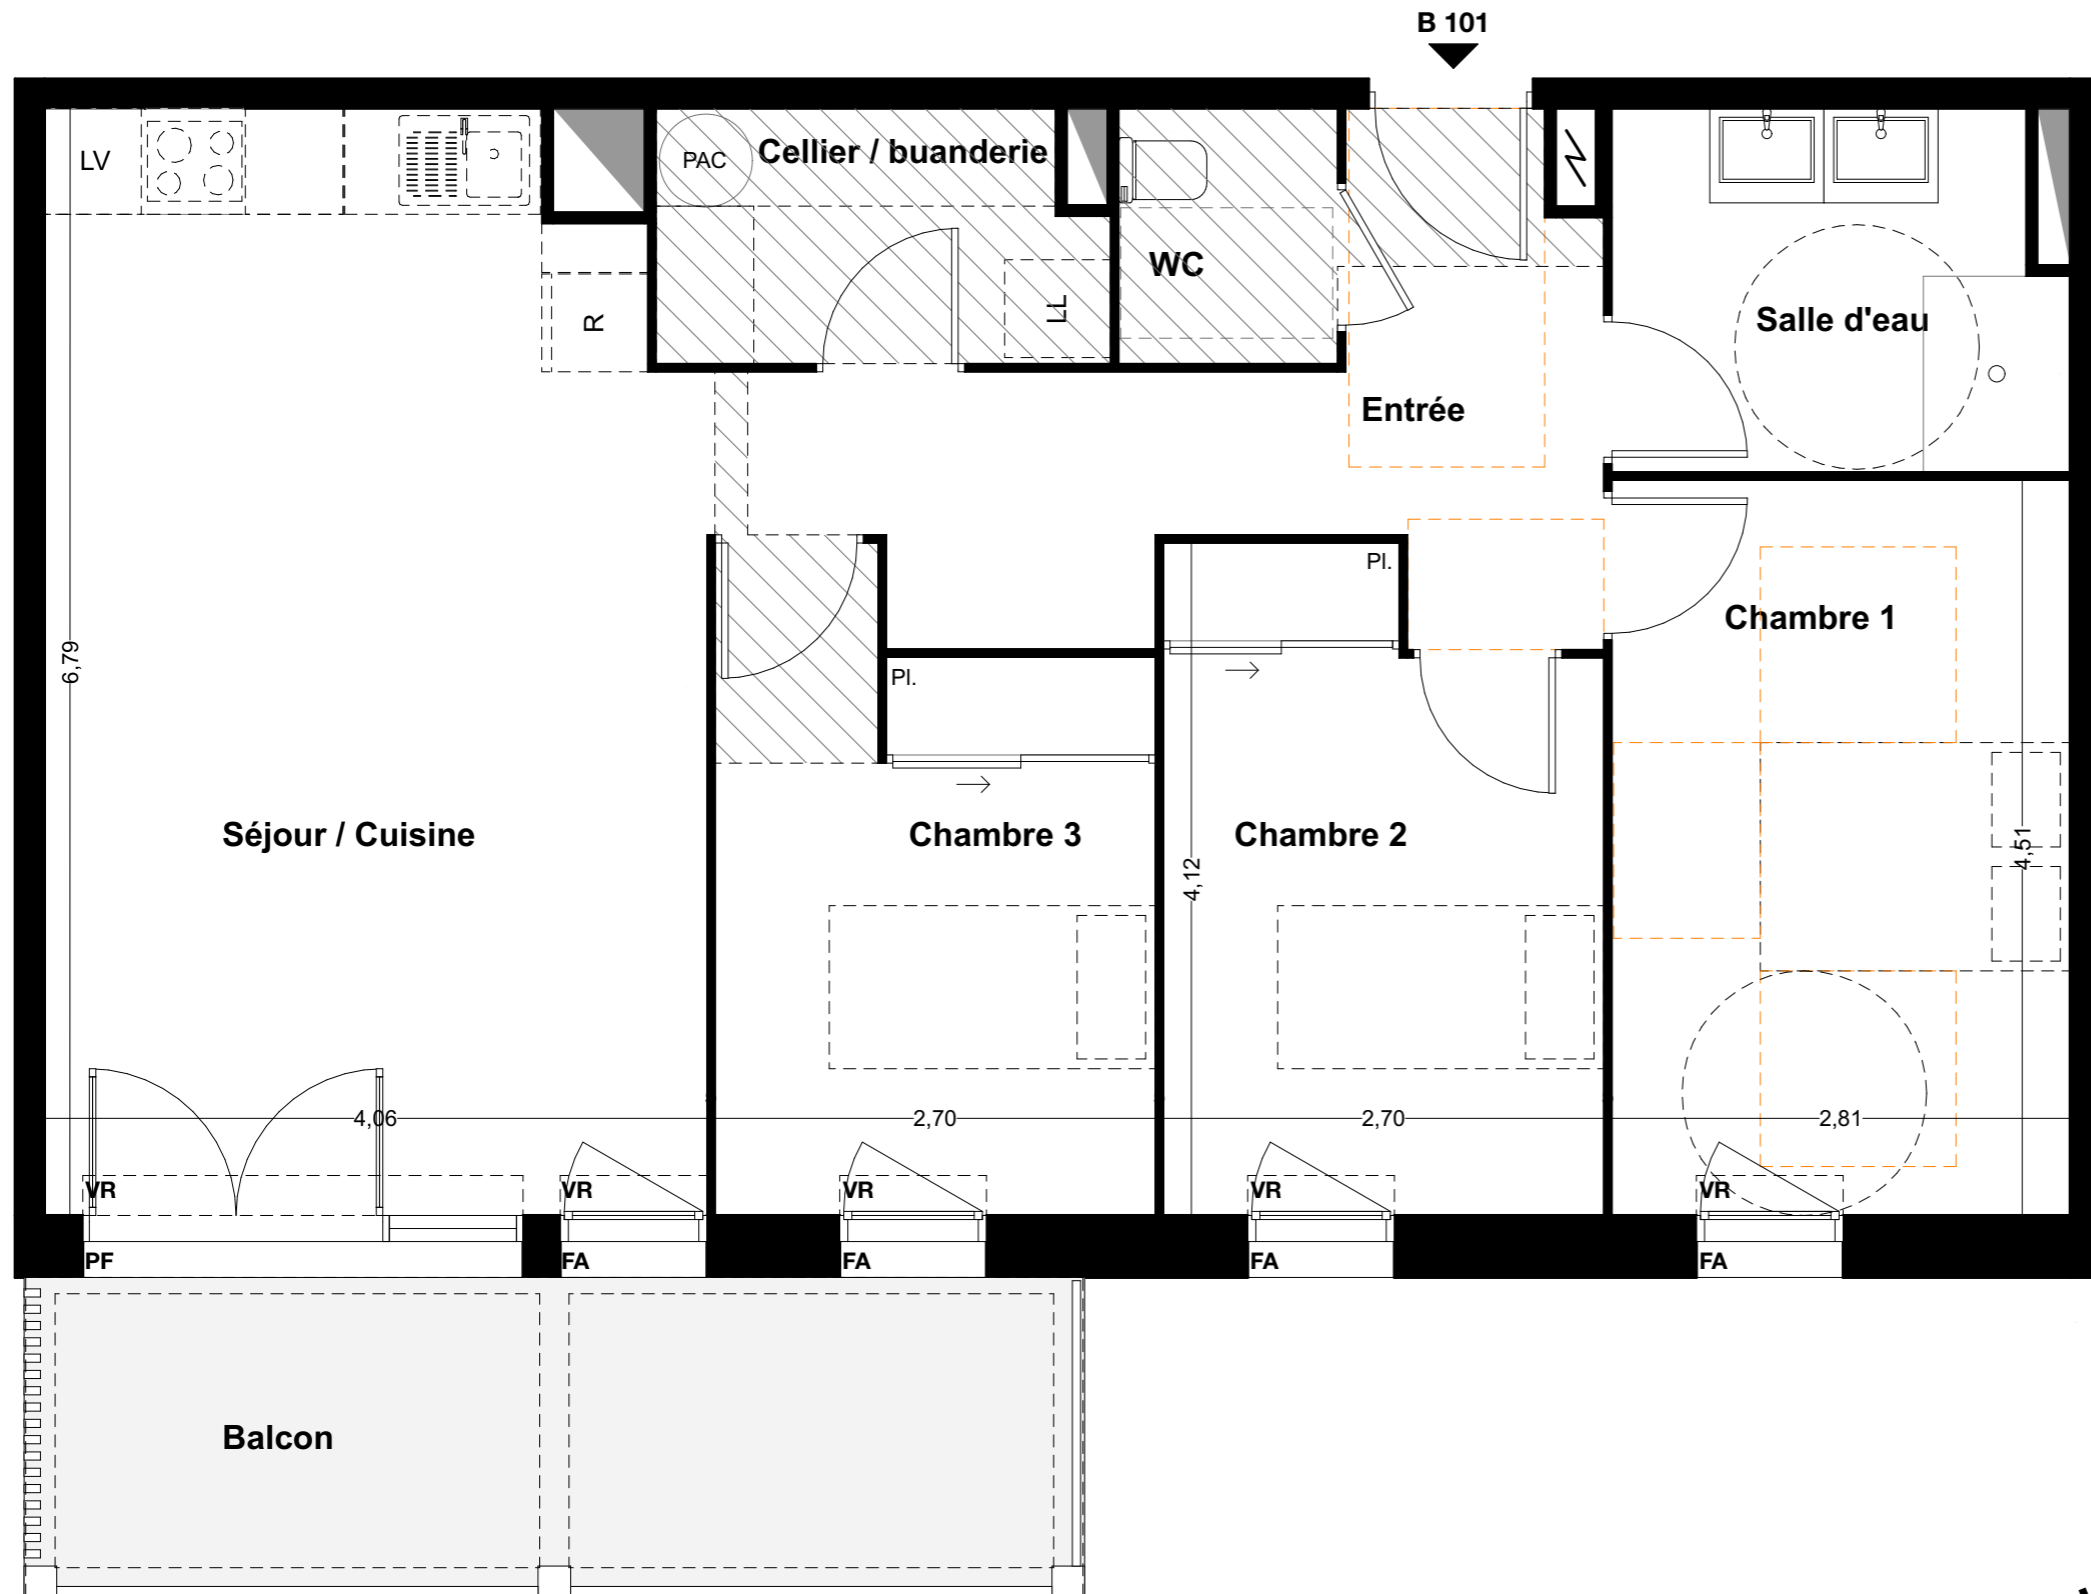 B 101
LV
PAC
Cellier / buanderie
WC
R
LL
Salle d'eau
Entrée
Pl.
Chambre 1
6,79
Pl.
Séjour / Cuisine
Chambre 3
Chambre 2
4,12
4,51
4,06
2,70
2,70
2,81
VR
VR
VR
VR
VR
PF
FA
FA
FA
FA
Balcon